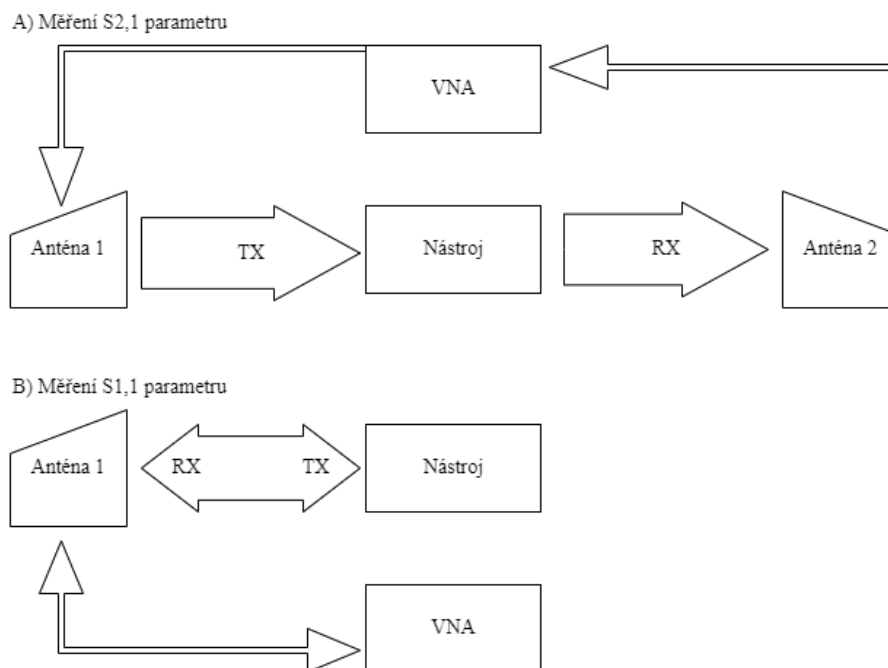 A) Měření S2,1 parametru
VNA
Anténa 1
TX
Nástroj
RX
Anténa 2
B) Měření S1,1 parametru
Anténa 1
RX
TX
Nástroj
VNA